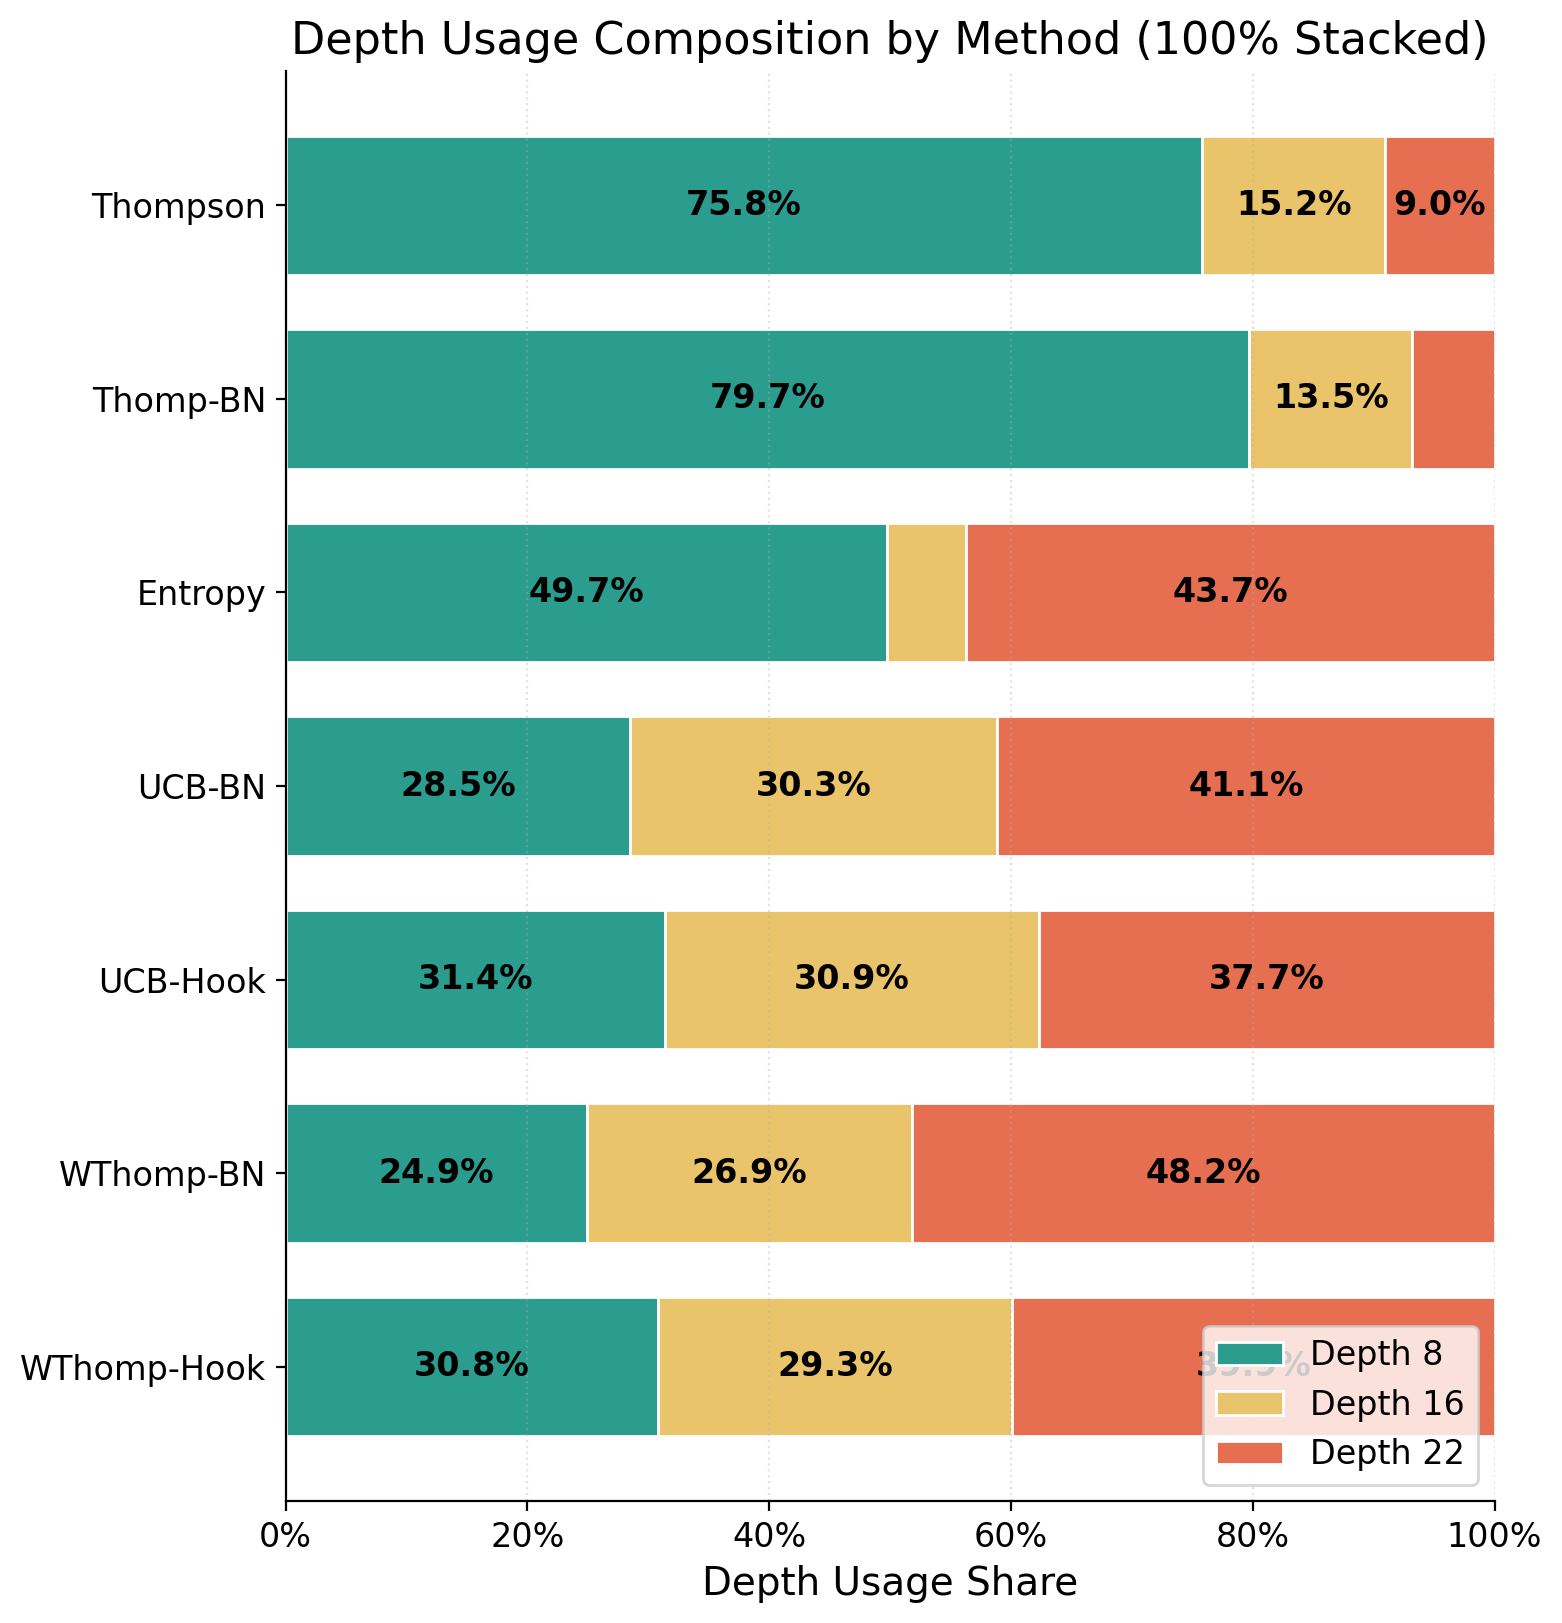 Depth Usage Composition by Method (100% Stacked)
Thompson 75.8% 15.2% 9.0%
Thomp-BN 79.7% 13.5%
Entropy 49.7% 43.7%
UCB-BN 28.5% 30.3% 41.1%
UCB-Hook 31.4% 30.9% 37.7%
WThomp-BN 24.9% 26.9% 48.2%
WThomp-Hook 30.8% 29.3%
Depth 8
Depth 16
Depth 22
0% 20% 40% 60% 80% 100%
Depth Usage Share